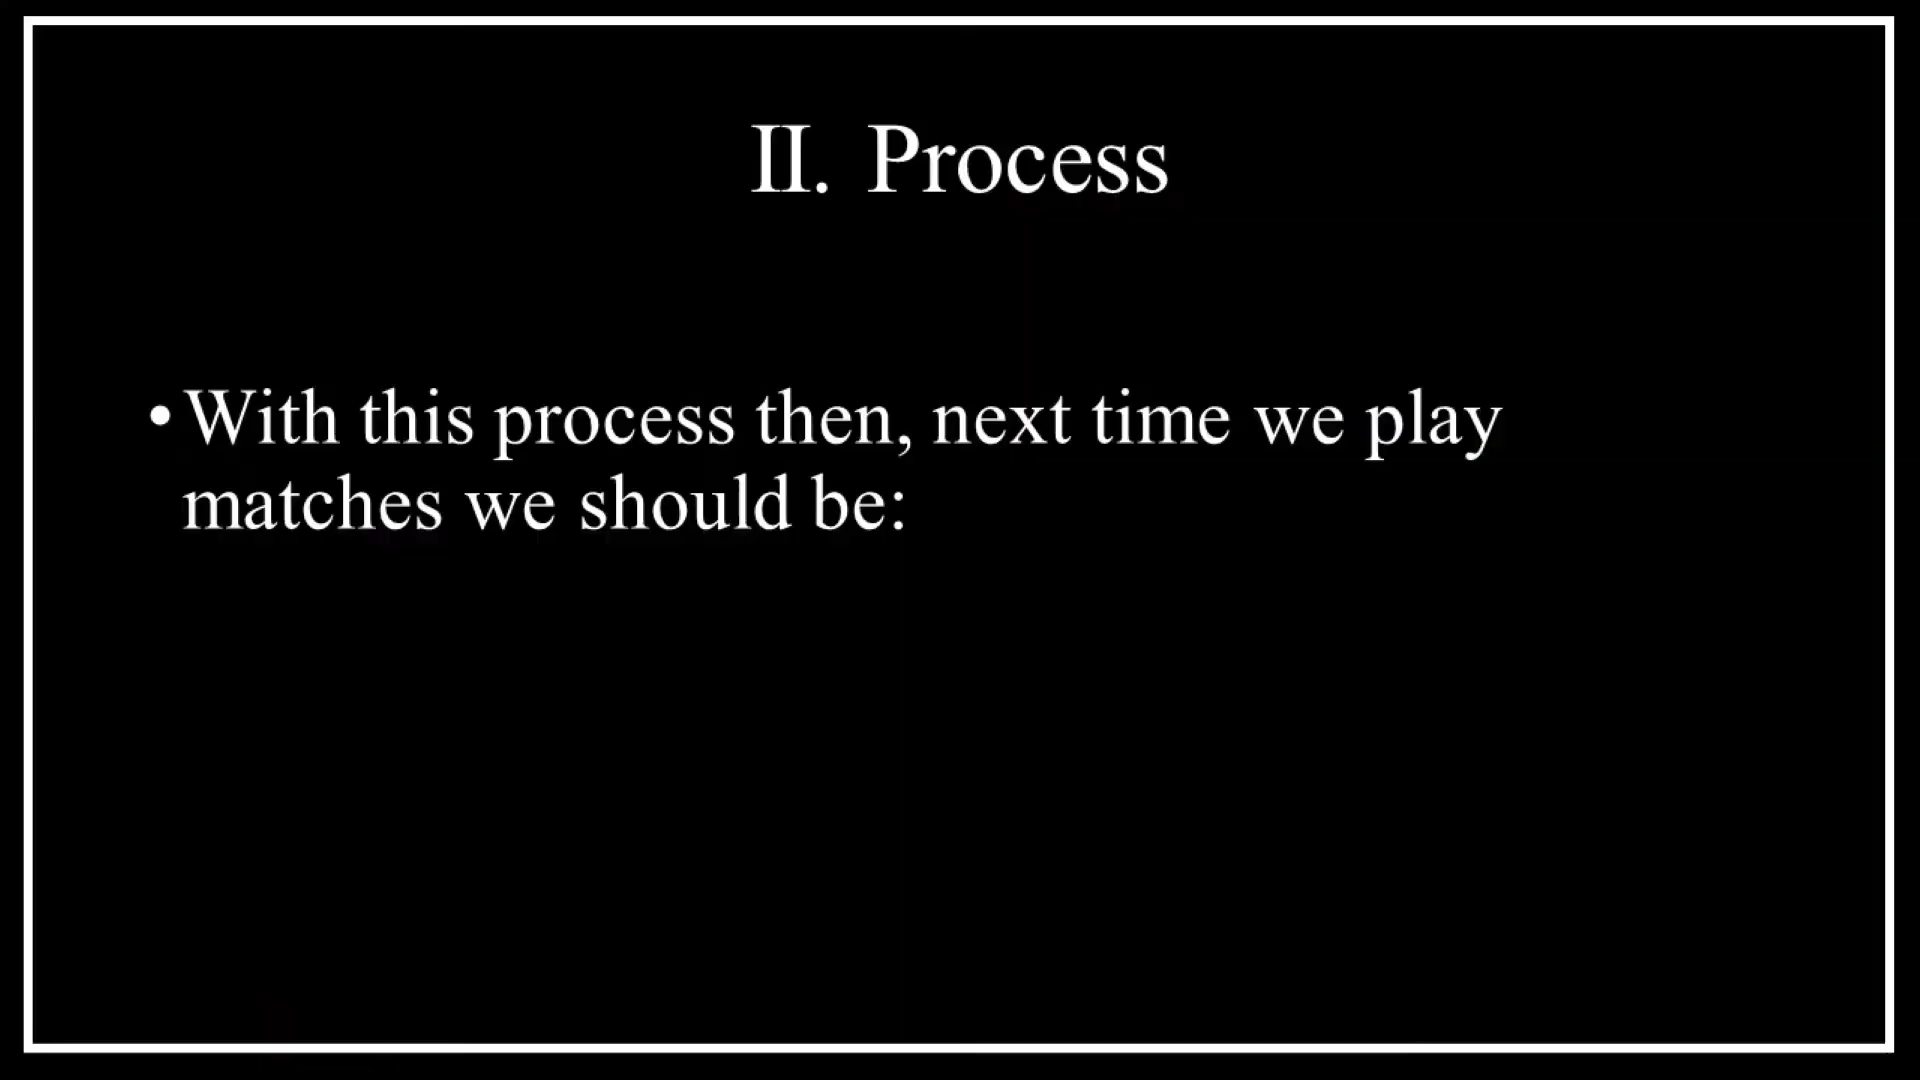 II. Process
• With this process then, next time we play
matches we should be: